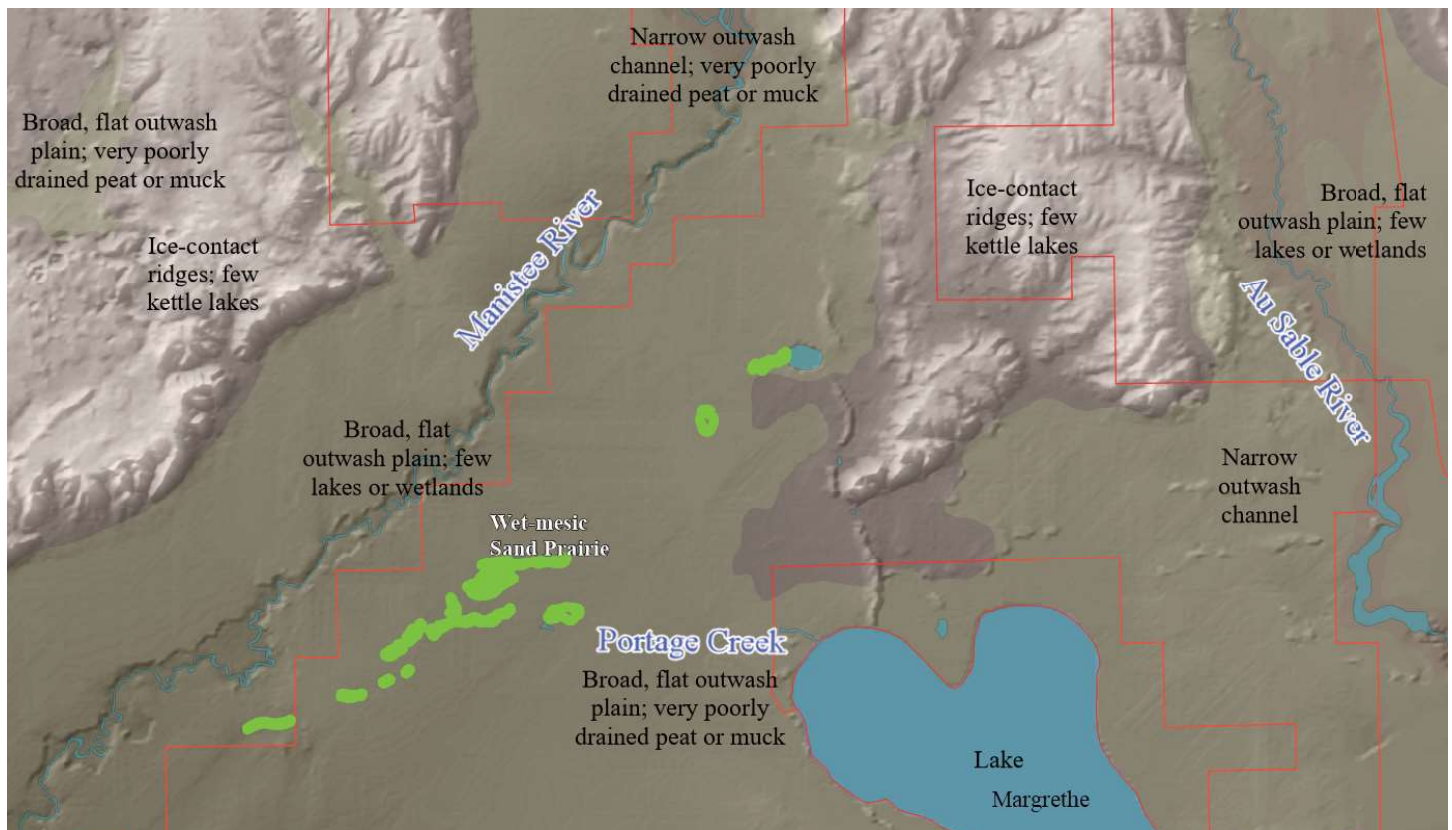 Narrow outwash
channel; very poorly
drained peat or muck
Broad, flat outwash
plain; very poorly
drained peat or muck
Ice-contact
ridges; few
kettle lakes
Manistee River
Ice-contact
ridges; few
kettle lakes
Broad, flat
outwash plain; few
lakes or wetlands
Au Sable River
Broad, flat
outwash plain; few
lakes or wetlands
Narrow
outwash
channel
Wet-mesic
Sand Prairie
Portage Creek
Broad, flat outwash
plain; very poorly
drained peat or muck
Lake
Margrethe